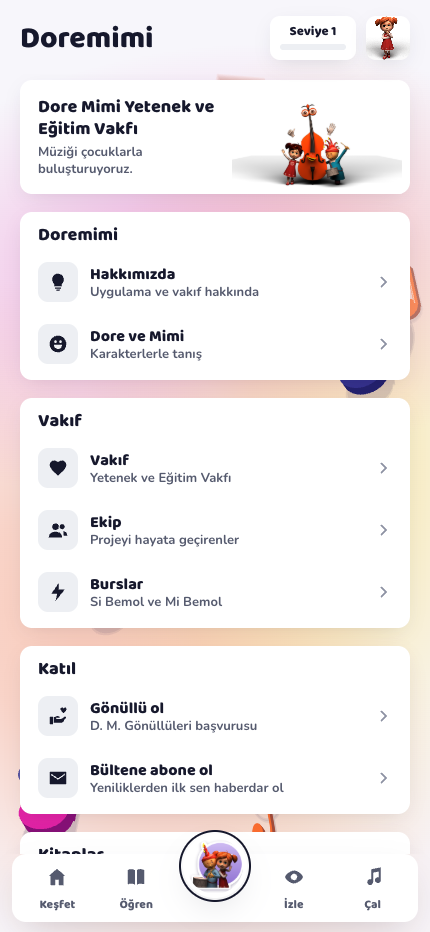 Doremimi
Seviye 1
Dore Mimi Yetenek ve
Eğitim Vakfı
Müziği çocuklarla
buluşturuyoruz.
Doremimi
Hakkımızda
Uygulama ve vakıf hakkında
Dore ve Mimi
Karakterlerle tanış
Vakıf
Vakıf
Yetenek ve Eğitim Vakfı
Ekip
Projeyi hayata geçirenler
Burslar
Si Bemol ve Mi Bemol
Katıl
Gönüllü ol
D. M. Gönüllüleri başvurusu
Bültene abone ol
Yeniliklerden ilk sen haberdar ol
Kitaplar
Keşfet
Öğren
İzle
Çal